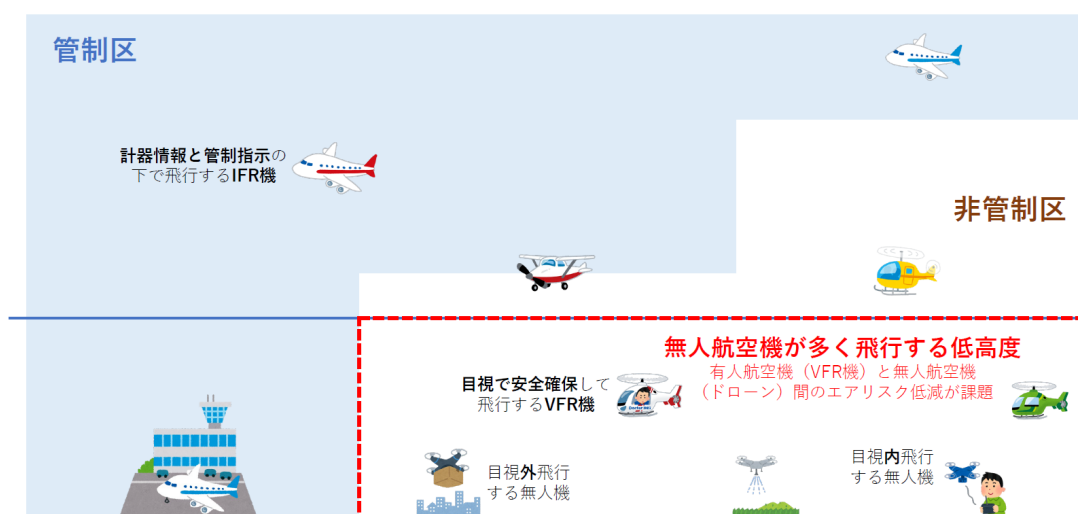 管制区
計器情報と管制指示の
下で飛行するIFR機
非管制区
無人航空機が多く飛行する低高度
有人航空機（VFR機）と無人航空機
（ドローン）間のエアリスク低減が課題
目視で安全確保して
飛行するVFR機
目視外飛行
する無人機
目視内飛行
する無人機